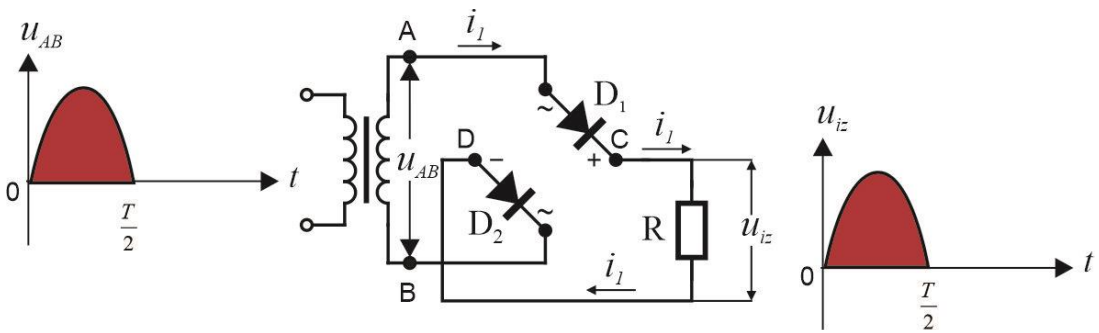 u_AB
0
T/2
t
A
i_1
~
D_1
D
−
C
+
i_1
u_AB
D_2
~
R
u_iz
B
i_1
u_iz
0
T/2
t